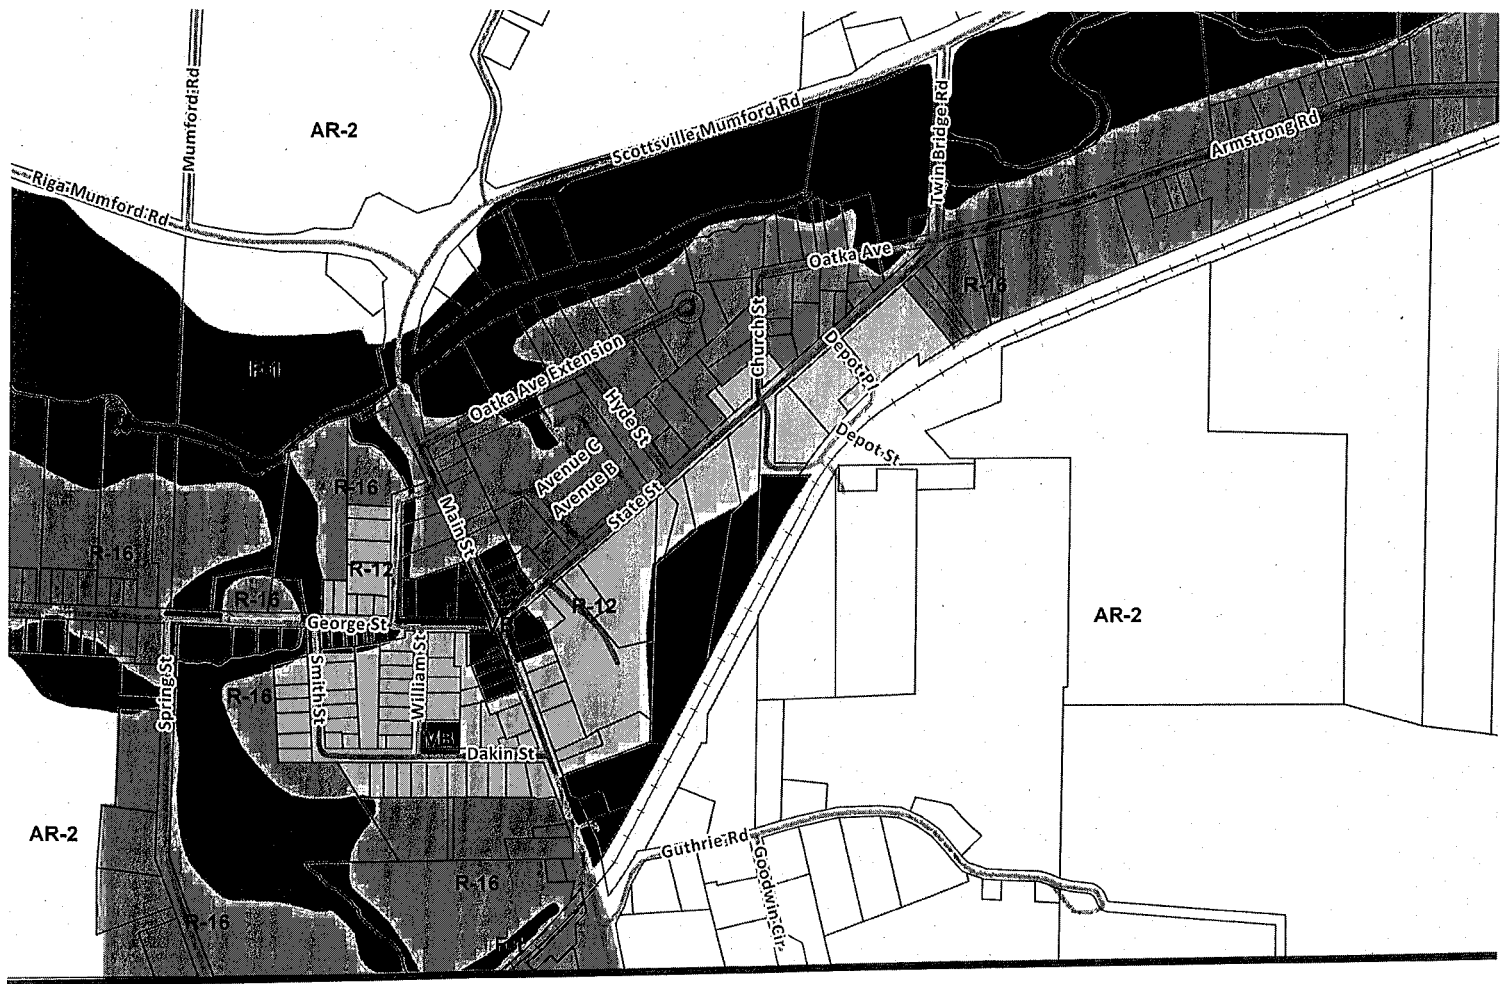 Mumford Rd
AR-2
Riga-Mumford Rd
Scottsville Mumford Rd
Twin Bridge Rd
Armstrong Rd
Oatka Ave
R-16
Church St
Depot Pl
Oatka Ave Extension
Hyde St
Depot St
Avenue C
Avenue B
State St
Main St
R-16
R-16
R-12
R-16
R-12
George St
AR-2
Smith St
William St
Spring St
R-16
VB
Dakin St
AR-2
Guthrie Rd
Goodwin Cir
R-16
R-16